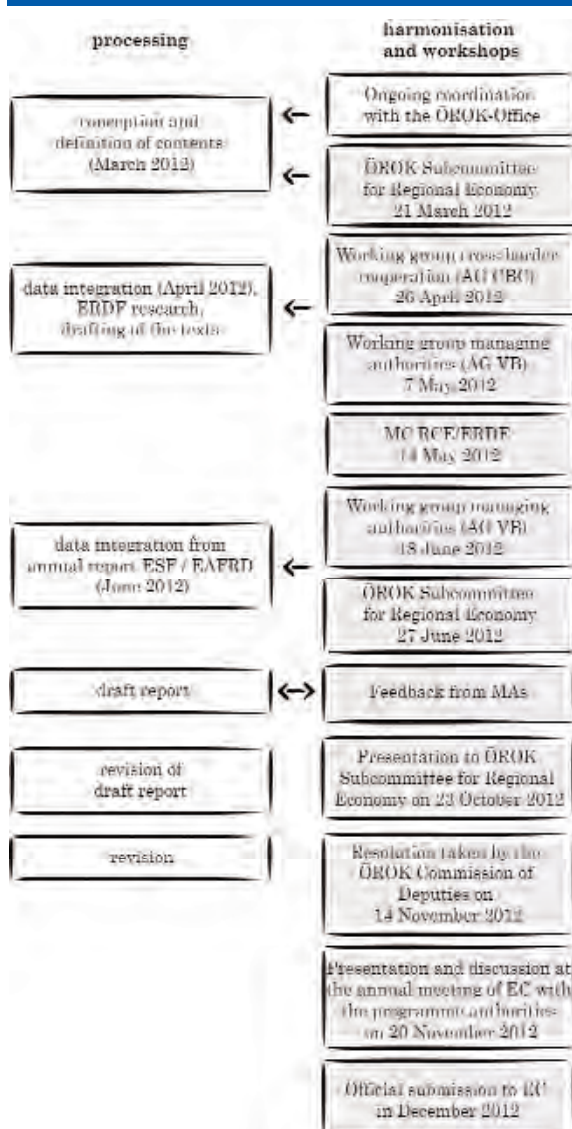 processing
harmonisation
and workshops
conception and
definition of contents
(March 2012)
Ongoing coordination
with the ÖROK-Office
ÖROK Subcommittee
for Regional Economy
21 March 2012
data integration (April 2012),
ERDF research,
drafting of the texts
Working group cross-border
cooperation (AG CBC)
26 April 2012
Working group managing
authorities (AG VB)
7 May 2012
MC RCE/ERDF
14 May 2012
data integration from
annual report ESF / EAFRD
(June 2012)
Working group managing
authorities (AG VB)
18 June 2012
ÖROK Subcommittee
for Regional Economy
27 June 2012
draft report
Feedback from MAs
revision of
draft report
Presentation to ÖROK
Subcommittee for Regional
Economy on 23 October 2012
revision
Resolution taken by the
ÖROK Commission of
Deputies on
14 November 2012
Presentation and discussion at
the annual meeting of EC with
the programme authorities
on 20 November 2012
Official submission to EC
in December 2012